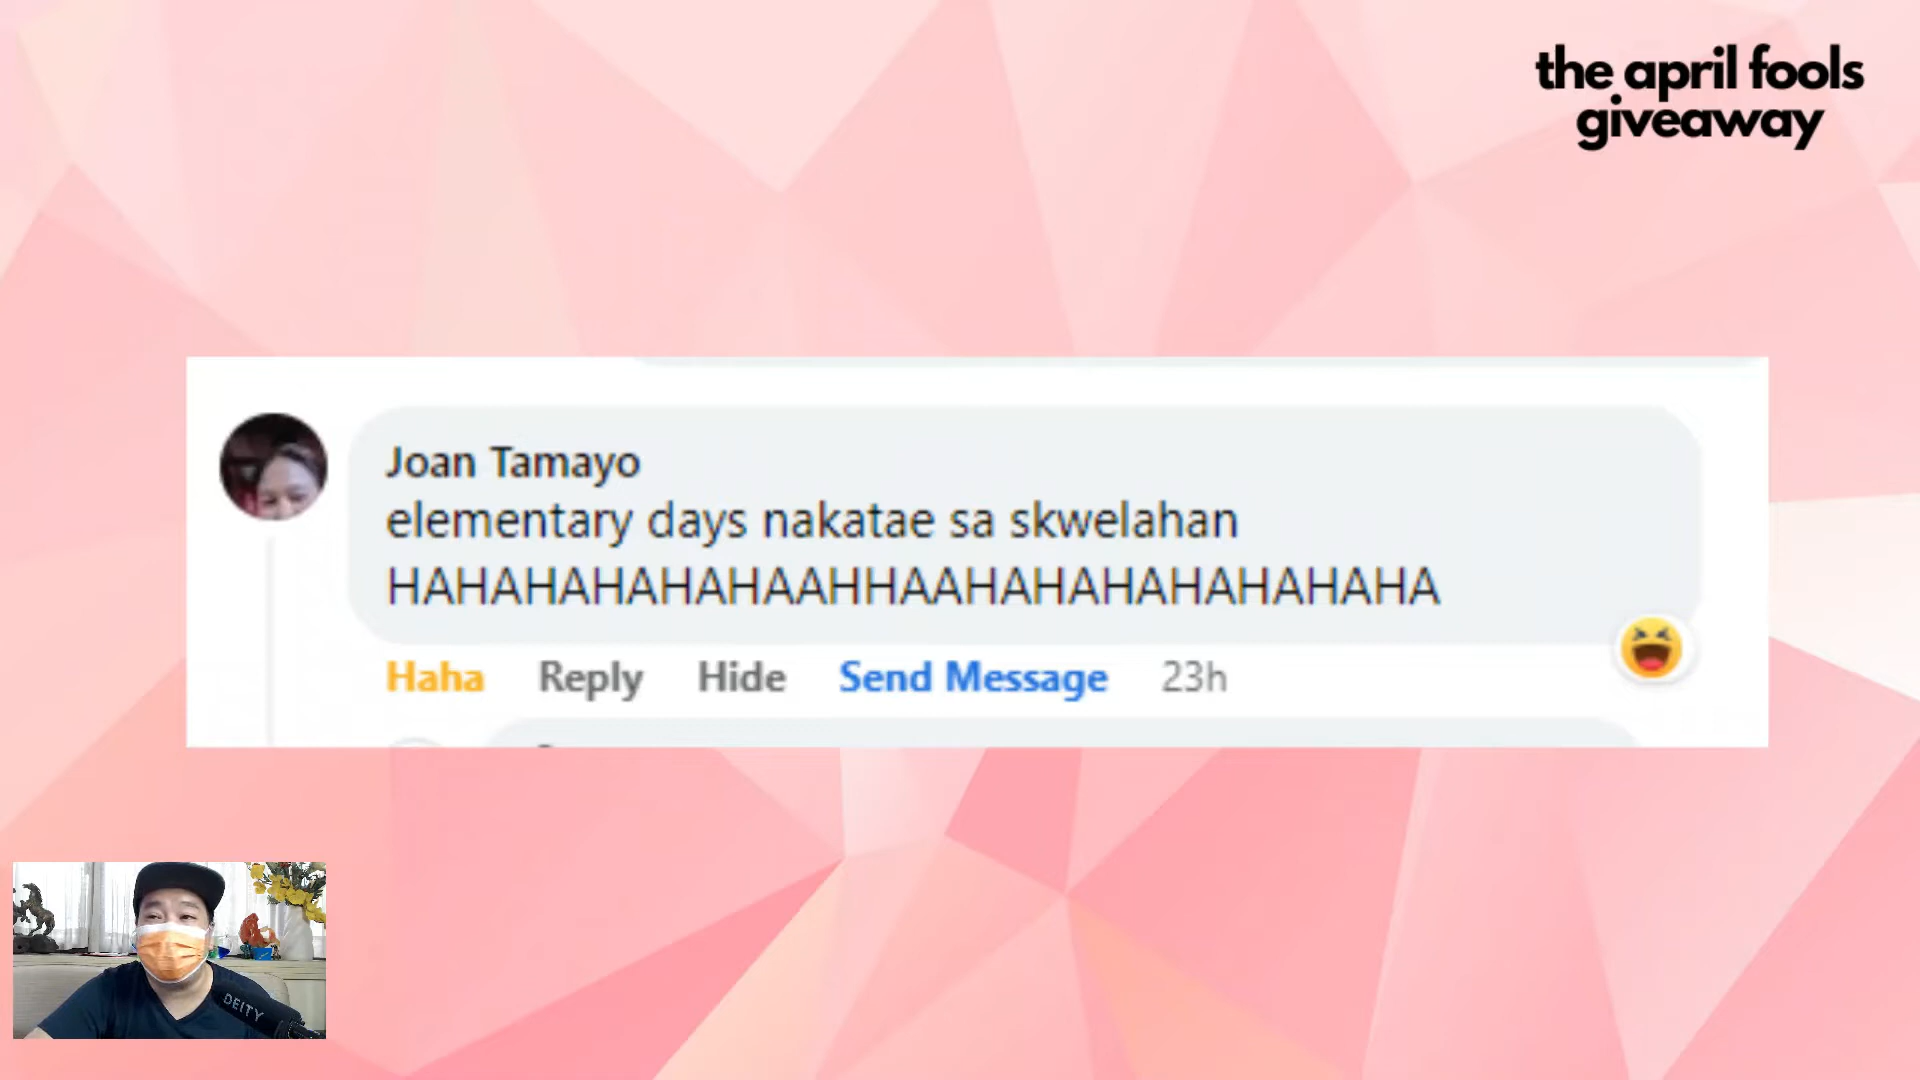 the april fools
giveaway
Joan Tamayo
elementary days nakatae sa skwelahan
HAHAHAHAHAHAAHHAAHAHAHAHAHAHAHA
Haha Reply Hide Send Message 23h
DEITY